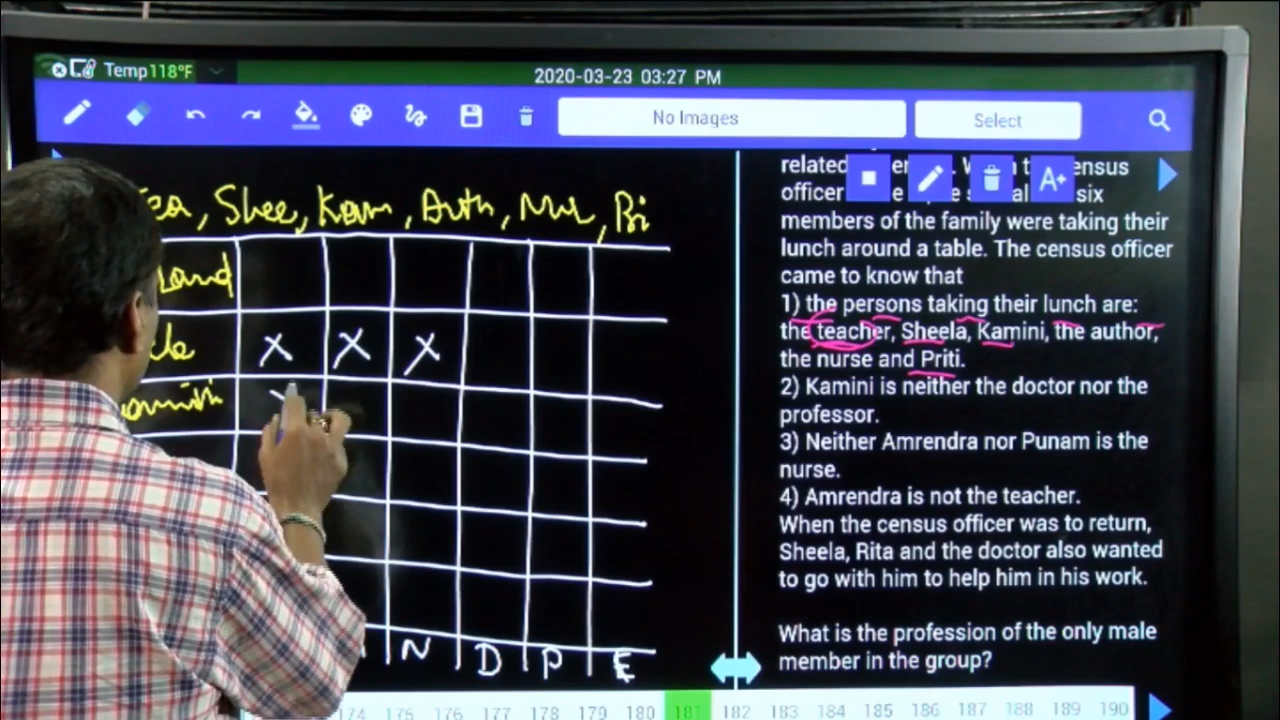 Temp 118°F
2020-03-23 03:27 PM
No Images
Select
A+
related
officer six
members of the family were taking their
lunch around a table. The census officer
came to know that
1) the persons taking their lunch are:
the teacher, Sheela, Kamini, the author,
the nurse and Priti.
2) Kamini is neither the doctor nor the
professor.
3) Neither Amrendra nor Punam is the
nurse.
4) Amrendra is not the teacher.
When the census officer was to return,
Sheela, Rita and the doctor also wanted
to go with him to help him in his work.
What is the profession of the only male
member in the group?
, Shee, Kam, Auth, Nur, Pri
X X X
N D P E
174 175 176 177 178 179 180 181 182 183 184 185 186 187 188 189 190